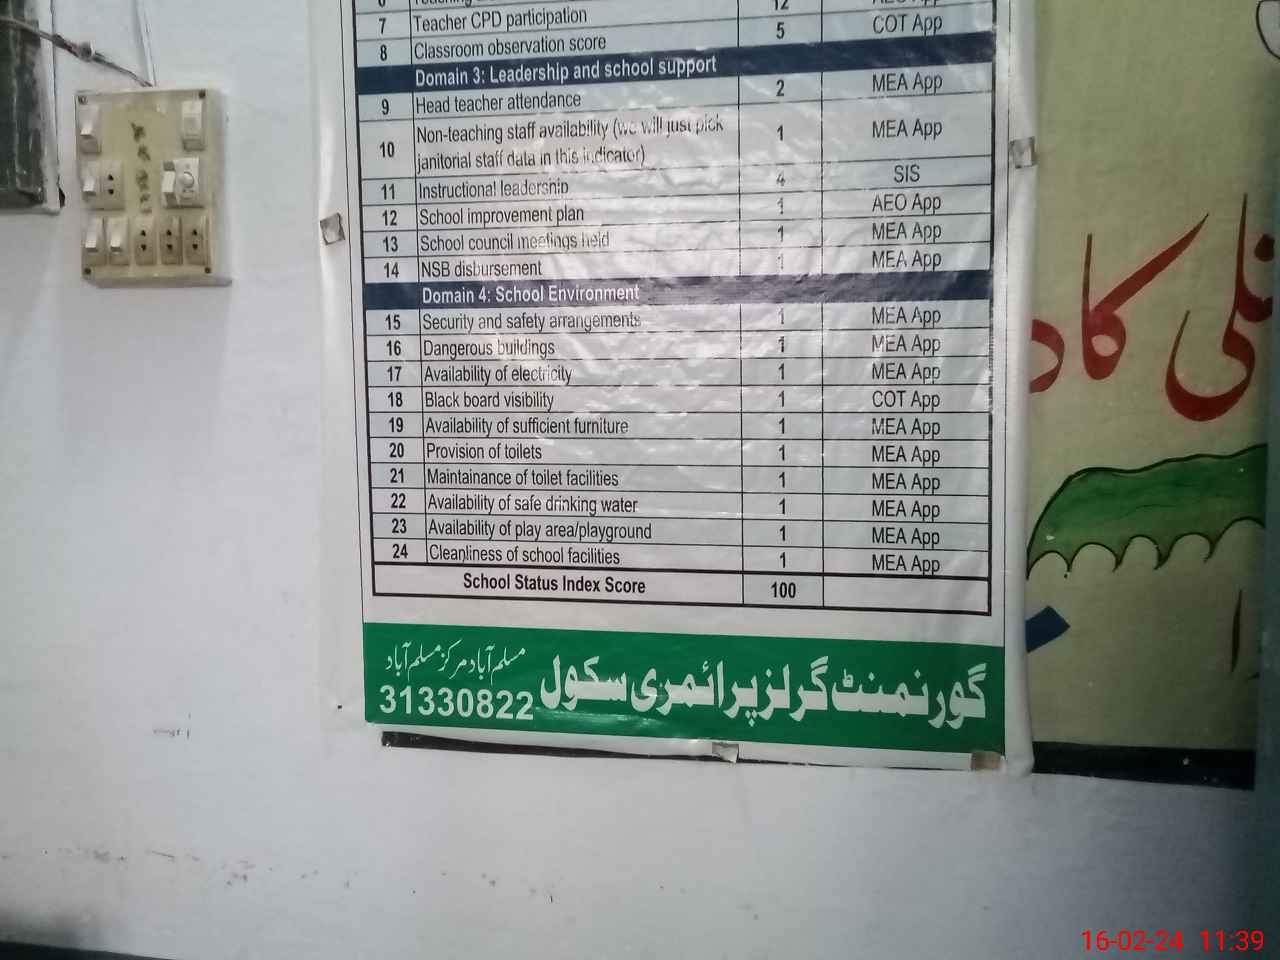 12
7 Teacher CPD participation 5 COT App
8 Classroom observation score
Domain 3: Leadership and school support
9 Head teacher attendance 2 MEA App
10 Non-teaching staff availability (we will just pick janitorial staff data in this indicator) 1 MEA App
11 Instructional leadership 4 SIS
12 School improvement plan 1 AEO App
13 School council meetings held 1 MEA App
14 NSB disbursement 1 MEA App
Domain 4: School Environment
15 Security and safety arrangements 1 MEA App
16 Dangerous buildings 1 MEA App
17 Availability of electricity 1 MEA App
18 Black board visibility 1 COT App
19 Availability of sufficient furniture 1 MEA App
20 Provision of toilets 1 MEA App
21 Maintainance of toilet facilities 1 MEA App
22 Availability of safe drinking water 1 MEA App
23 Availability of play area/playground 1 MEA App
24 Cleanliness of school facilities 1 MEA App
School Status Index Score 100
گورنمنٹ گرلز پرائمری سکول
مسلم آباد مرکز مسلم آباد
31330822
16-02-24 11:39